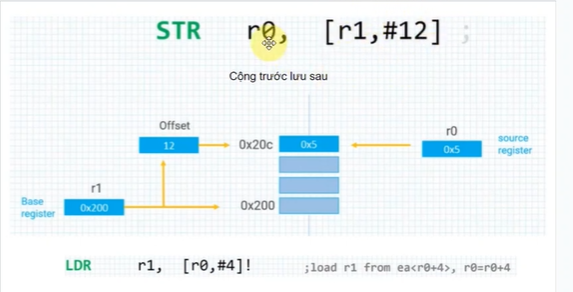 STR r0, [r1,#12] ;
Cộng trước lưu sau
Offset
12
0x20c
0x5
r0
0x5
source register
r1
Base register
0x200
0x200
LDR r1, [r0,#4]! ;load r1 from ea<r0+4>, r0=r0+4